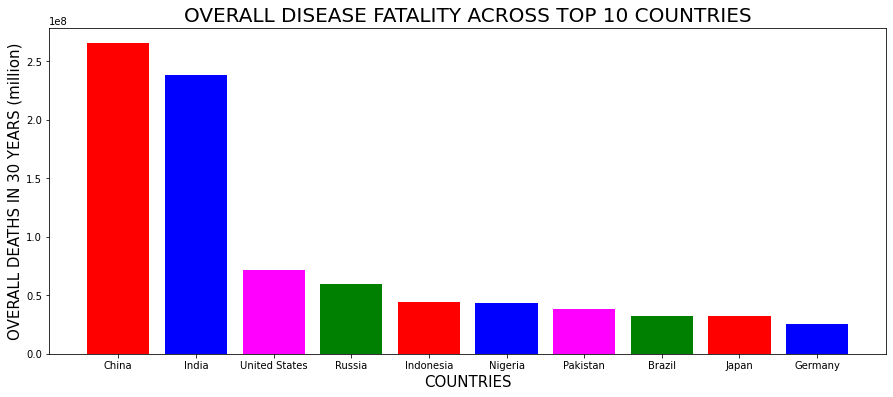 OVERALL DISEASE FATALITY ACROSS TOP 10 COUNTRIES
1e8
OVERALL DEATHS IN 30 YEARS (million)
2.5
2.0
1.5
1.0
0.5
0.0
China India United States Russia Indonesia Nigeria Pakistan Brazil Japan Germany
COUNTRIES